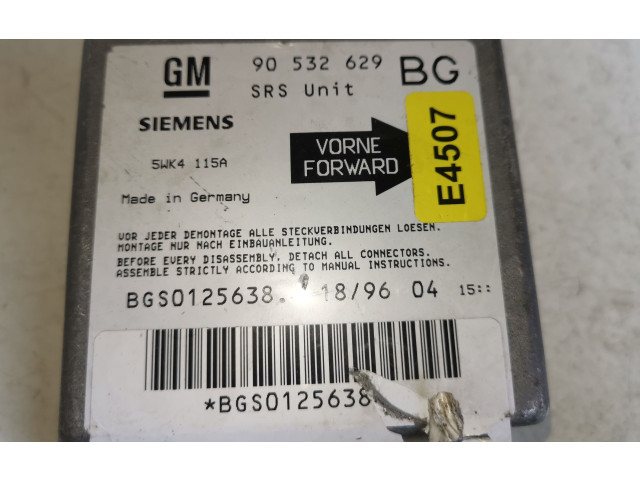 GM 90 532 629 BG
SRS Unit
SIEMENS
VORNE
FORWARD
E4507
5WK4 115A
Made in Germany
VOR JEDER DEMONTAGE ALLE STECKVERBINDUNGEN LOESEN.
MONTAGE NUR NACH EINBAUANLEITUNG.
BEFORE EVERY DISASSEMBLY, DETACH ALL CONNECTORS.
ASSEMBLE STRICTLY ACCORDING TO MANUAL INSTRUCTIONS.
BGS0125638 18/96 04 15::
*BGS0125638